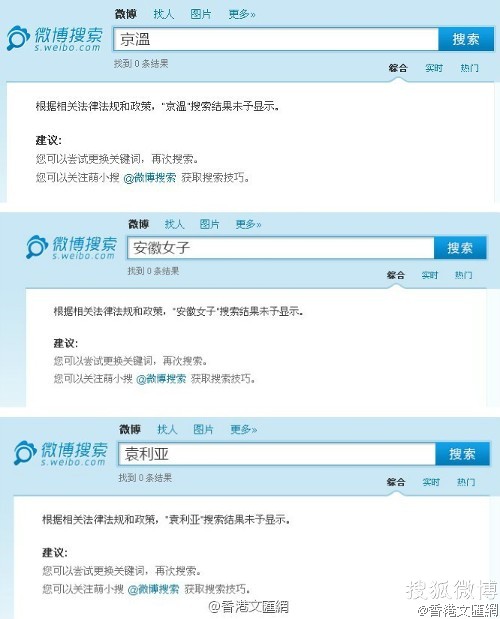 微博 找人 图片 更多»
微博搜索 京溫 搜索
s.weibo.com
找到 0 条结果
综合 实时 热门
根据相关法律法规和政策，“京溫”搜索结果未予显示。
建议:
您可以尝试更换关键词，再次搜索。
您可以关注萌小搜 @微博搜索 获取搜索技巧。
微博 找人 图片 更多»
微博搜索 安徽女子 搜索
s.weibo.com
找到 0 条结果
综合 实时 热门
根据相关法律法规和政策，“安徽女子”搜索结果未予显示。
建议:
您可以尝试更换关键词，再次搜索。
您可以关注萌小搜 @微博搜索 获取搜索技巧。
微博 找人 图片 更多»
微博搜索 袁利亚 搜索
s.weibo.com
找到 0 条结果
综合 实时 热门
根据相关法律法规和政策，“袁利亚”搜索结果未予显示。
建议:
您可以尝试更换关键词，再次搜索。
您可以关注萌小搜 @微博搜索 获取搜索技巧。
搜狐微博
@香港文匯網
@香港文匯網